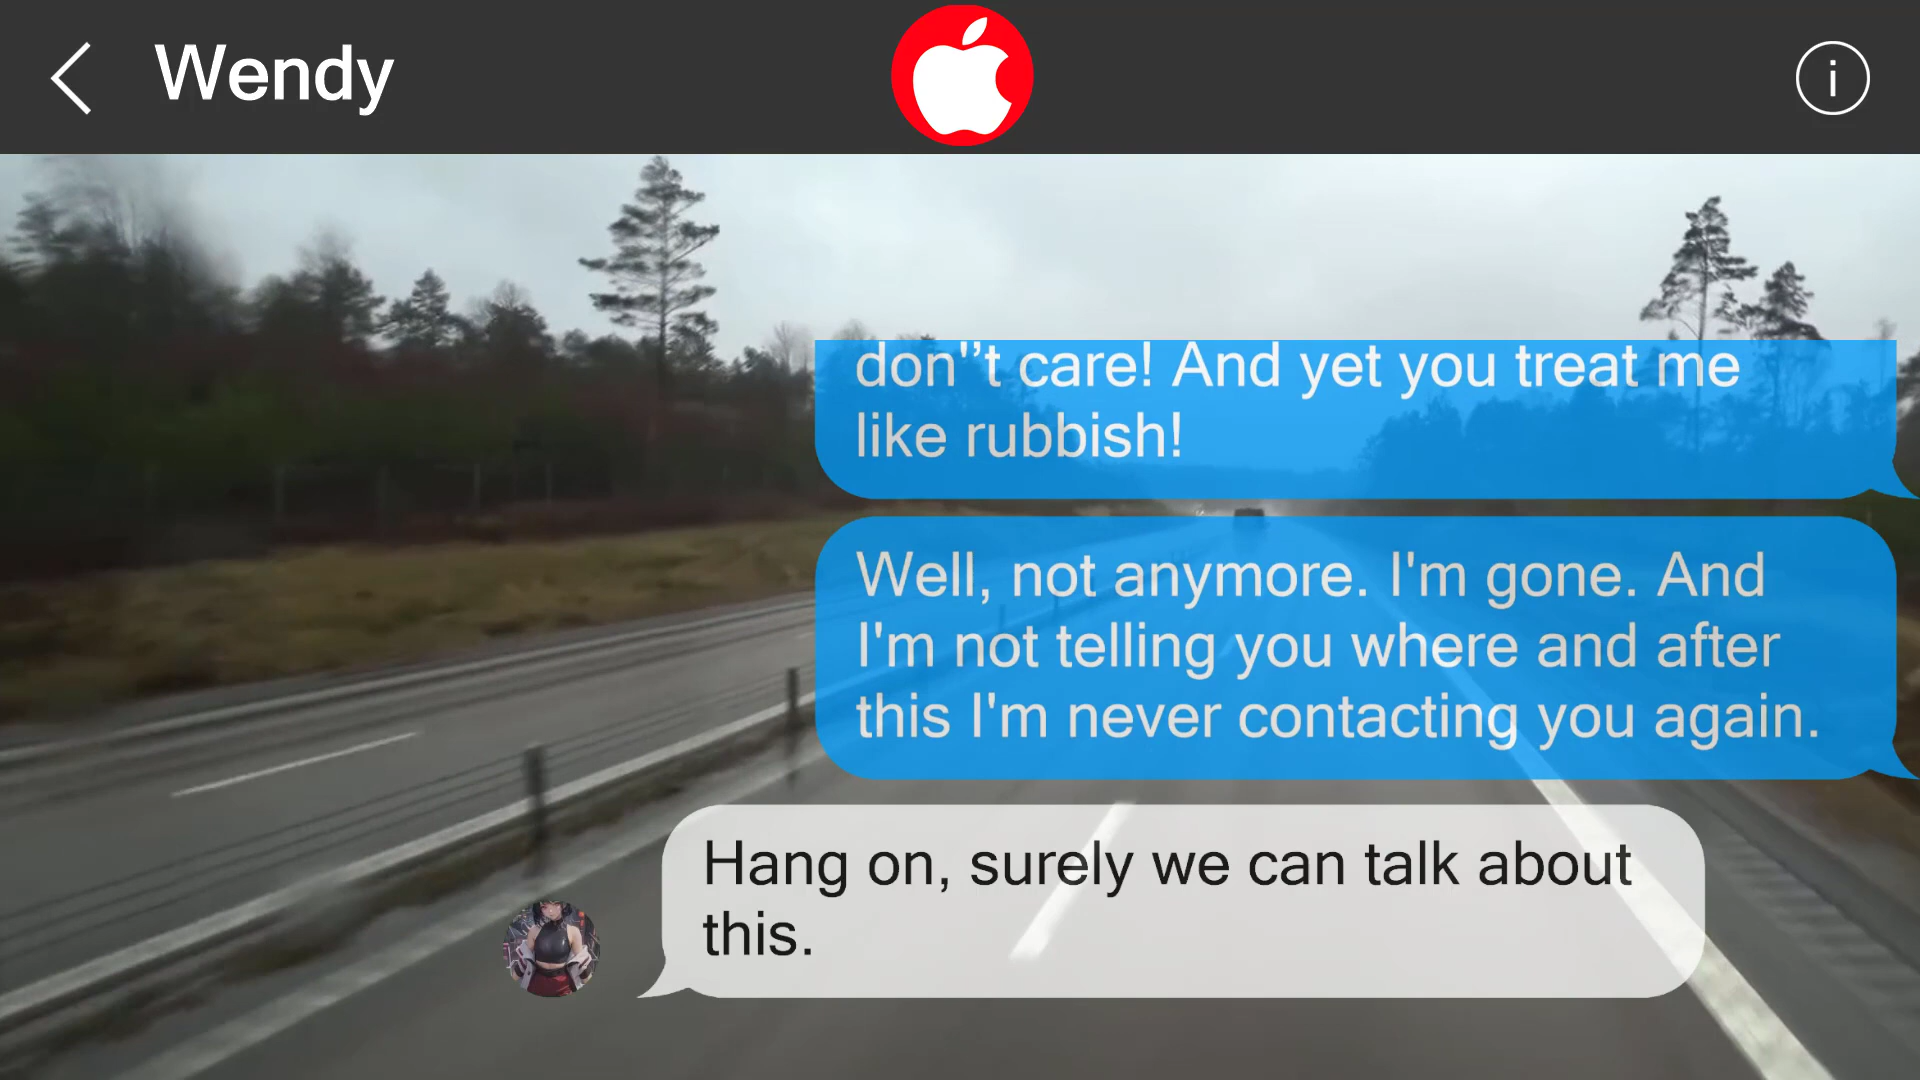 Wendy
i
don"’t care! And yet you treat me
like rubbish!
Well, not anymore. I'm gone. And
I'm not telling you where and after
this I'm never contacting you again.
Hang on, surely we can talk about
this.